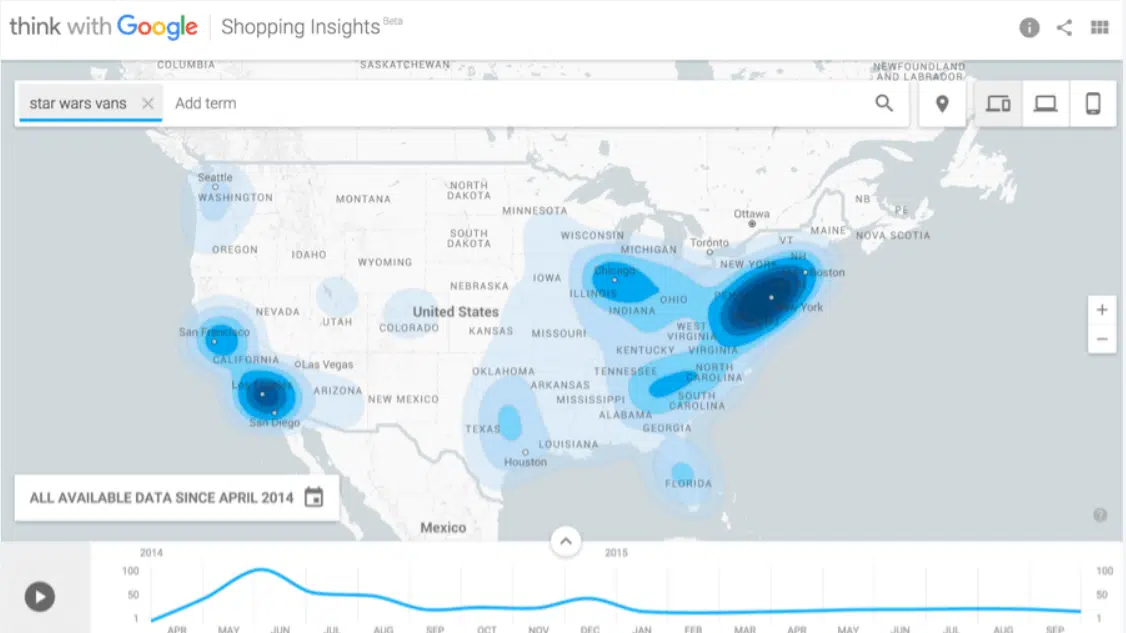 think with Google Shopping Insights Beta
COLUMBIA SASKATCHEWAN NEWFOUNDLAND
AND LABRADOR
star wars vans Add term
Seattle
WASHINGTON
MONTANA
NORTH
DAKOTA
MINNESOTA
Ottawa
NB
PE
MAINE
NOVA SCOTIA
OREGON
IDAHO
SOUTH
DAKOTA
WISCONSIN
MICHIGAN
Toronto
VT
NH
WYOMING
NEW YORK
Boston
Chicago
IOWA
NEBRASKA
ILLINOIS
OHIO
NEVADA
UTAH
United States
COLORADO
INDIANA
San Francisco
KANSAS
MISSOURI
WEST
VIRGINIA
KENTUCKY
VIRGINIA
CALIFORNIA
Las Vegas
OKLAHOMA
TENNESSEE
NORTH
CAROLINA
ARIZONA
NEW MEXICO
ARKANSAS
MISSISSIPPI
SOUTH
CAROLINA
San Diego
ALABAMA
TEXAS
GEORGIA
LOUISIANA
Houston
FLORIDA
ALL AVAILABLE DATA SINCE APRIL 2014
Mexico
2014 2015
100 100
50 50
1 1
APR MAY JUN JUL AUG SEP OCT NOV DEC JAN FEB MAR APR MAY JUN JUL AUG SEP